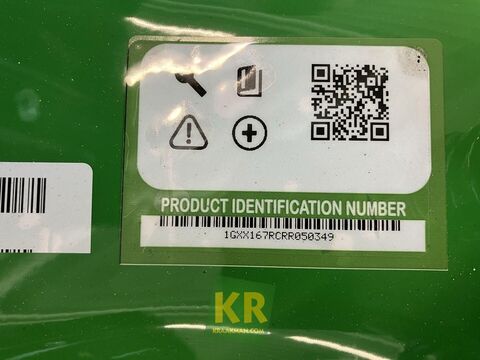 PRODUCT IDENTIFICATION NUMBER
1GXX167RCRR050349
KR
KRAAKMAN.COM